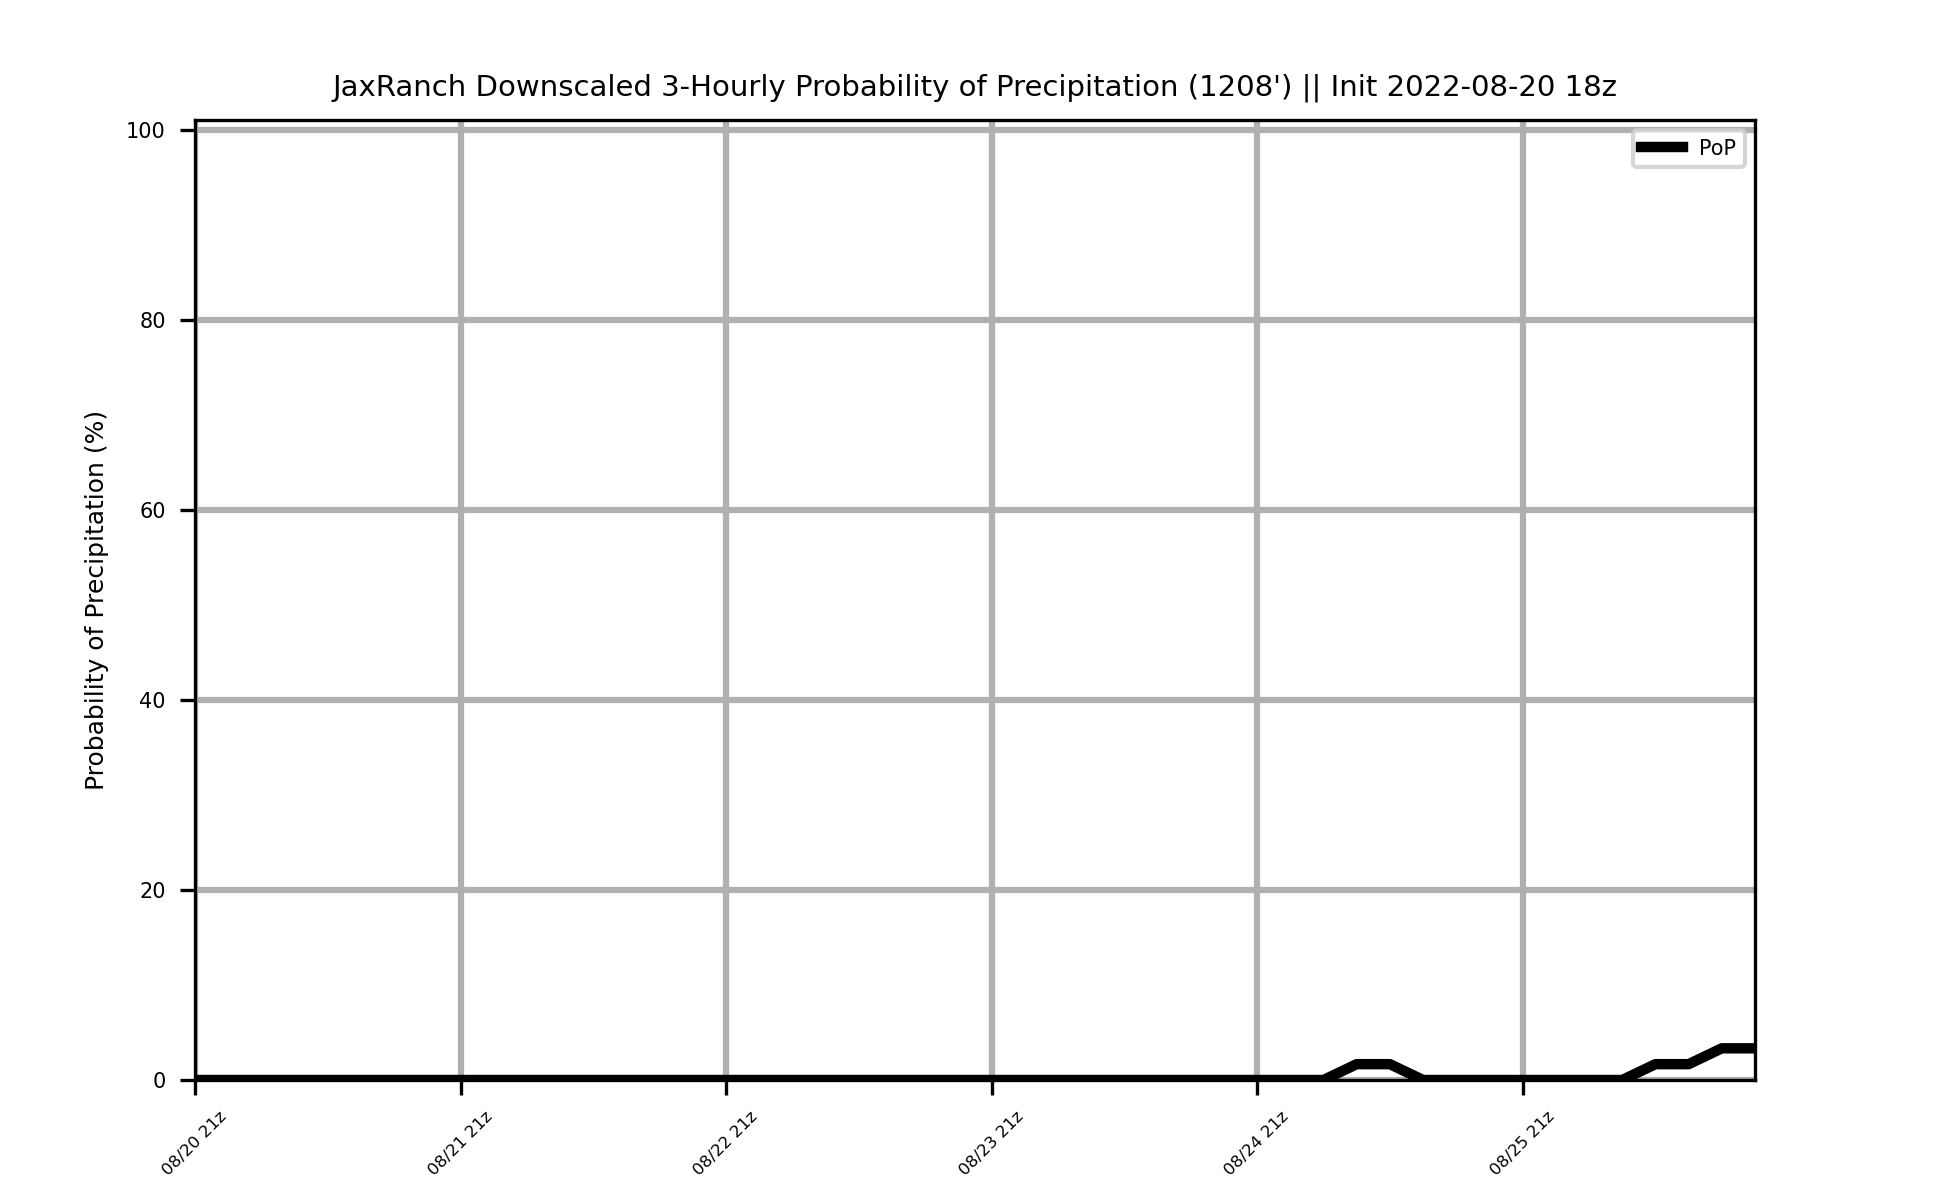 JaxRanch Downscaled 3-Hourly Probability of Precipitation (1208') || Init 2022-08-20 18z
PoP
Probability of Precipitation (%)
100
80
60
40
20
0
08/20 21z
08/21 21z
08/22 21z
08/23 21z
08/24 21z
08/25 21z